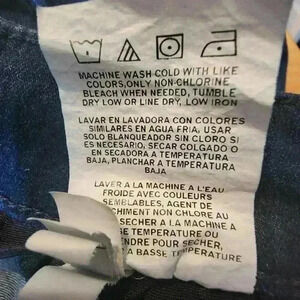 MACHINE WASH COLD WITH LIKE
COLORS,ONLY NON-CHLORINE
BLEACH WHEN NEEDED, TUMBLE
DRY LOW OR LINE DRY, LOW IRON
LAVAR EN LAVADORA CON COLORES
SIMILARES EN AGUA FRIA, USAR
SOLO BLANQUEADOR SIN CLORO SI
ES NECESARIO, SECAR COLGADO O
EN SECADORA A TEMPERATURA
BAJA, PLANCHAR A TEMPERATURA
BAJA
LAVER A LA MACHINE A L'EAU
FROIDE AVEC COULEURS
SEMBLABLES, AGENT DE
CHIMENT NON CHLORE AU
SECHER A LA MACHINE A
SE TEMPERATURE OU
NDRE POUR SECHER,
A BASSE TEMPERATURE